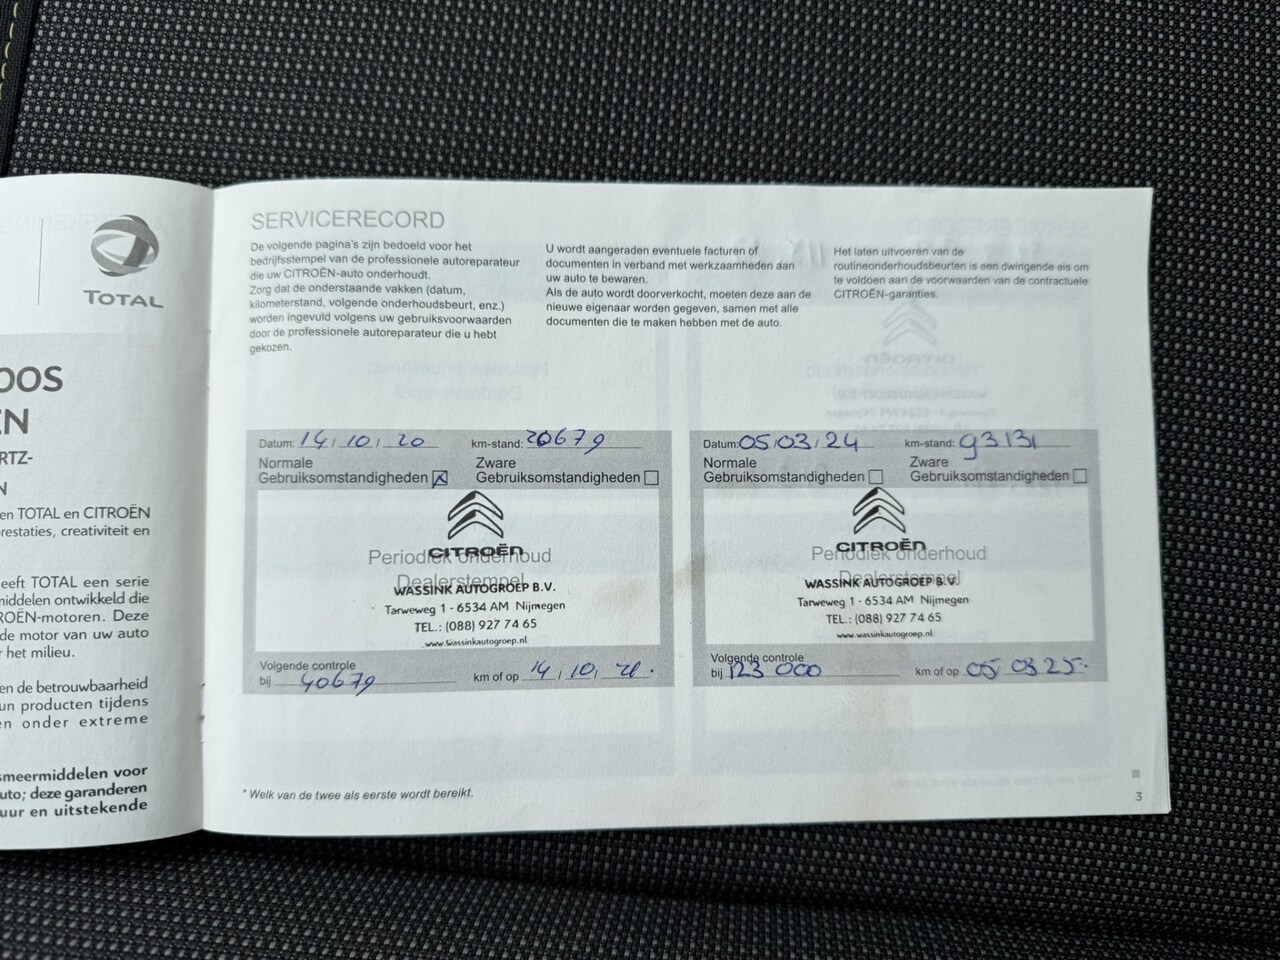 TOTAL
OOS
EN
RTZ-
N
en TOTAL en CITROËN
restaties, creativiteit en
eeft TOTAL een serie
middelen ontwikkeld die
ROËN-motoren. Deze
de motor van uw auto
r het milieu.
en de betrouwbaarheid
un producten tijdens
en onder extreme
smeermiddelen voor
uto; deze garanderen
uur en uitstekende
SERVICERECORD
De volgende pagina's zijn bedoeld voor het
bedrijfsstempel van de professionele autoreparateur
die uw CITROËN-auto onderhoudt.
Zorg dat de onderstaande vakken (datum,
kilometerstand, volgende onderhoudsbeurt, enz.)
worden ingevuld volgens uw gebruiksvoorwaarden
door de professionele autoreparateur die u hebt
gekozen.
U wordt aangeraden eventuele facturen of
documenten in verband met werkzaamheden aan
uw auto te bewaren.
Als de auto wordt doorverkocht, moeten deze aan de
nieuwe eigenaar worden gegeven, samen met alle
documenten die te maken hebben met de auto.
Het laten uitvoeren van de
routineonderhoudsbeurten is een dwingende eis om
te voldoen aan de voorwaarden van de contractuele
CITROËN-garanties.
Datum: 14 10 20 km-stand: 20679
Normale Zware
Gebruiksomstandigheden Gebruiksomstandigheden
CITROËN
Periodiek onderhoud
Dealerstempel
WASSINK AUTOGROEP B.V.
Tarweweg 1 - 6534 AM Nijmegen
TEL.: (088) 927 74 65
www.wassinkautogroep.nl
Volgende controle
bij 40679 km of op 14 10 21
Datum: 05 03 24 km-stand: 93131
Normale Zware
Gebruiksomstandigheden Gebruiksomstandigheden
CITROËN
Periodiek onderhoud
Dealerstempel
WASSINK AUTOGROEP B.V.
Tarweweg 1 - 6534 AM Nijmegen
TEL.: (088) 927 74 65
www.wassinkautogroep.nl
Volgende controle
bij 123 000 km of op 05 03 25
* Welk van de twee als eerste wordt bereikt.
3